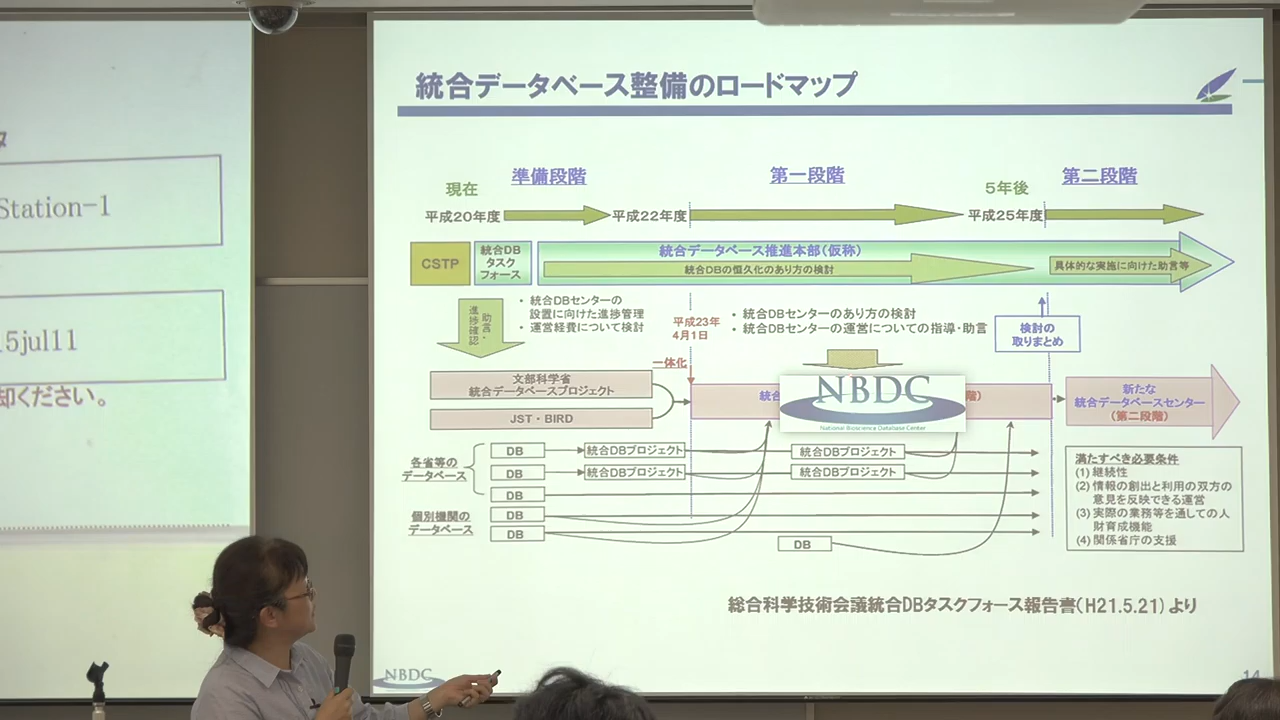 Station-1
5jul11
却ください。
統合データベース整備のロードマップ
現在
準備段階
第一段階
5年後
第二段階
平成20年度
平成22年度
平成25年度
CSTP
統合DB
タスク
フォース
統合データベース推進本部(仮称)
統合DBの恒久化のあり方の検討
具体的な実施に向けた助言等
助言・
進捗確認
・ 統合DBセンターの
設置に向けた進捗管理
・ 運営経費について検討
平成23年
4月1日
・ 統合DBセンターのあり方の検討
・ 統合DBセンターの運営についての指導・助言
検討の
取りまとめ
一体化
文部科学省
統合データベースプロジェクト
JST・BIRD
統合
NBDC
National Bioscience Database Center
階)
新たな
統合データベースセンター
(第二段階)
各省等の
データベース
DB
統合DBプロジェクト
統合DBプロジェクト
DB
統合DBプロジェクト
統合DBプロジェクト
DB
個別機関の
データベース
DB
DB
DB
満たすべき必要条件
(1) 継続性
(2) 情報の創出と利用の双方の
意見を反映できる運営
(3) 実際の業務等を通しての人
財育成機能
(4) 関係省庁の支援
総合科学技術会議統合DBタスクフォース報告書(H21.5.21)より
NBDC
14